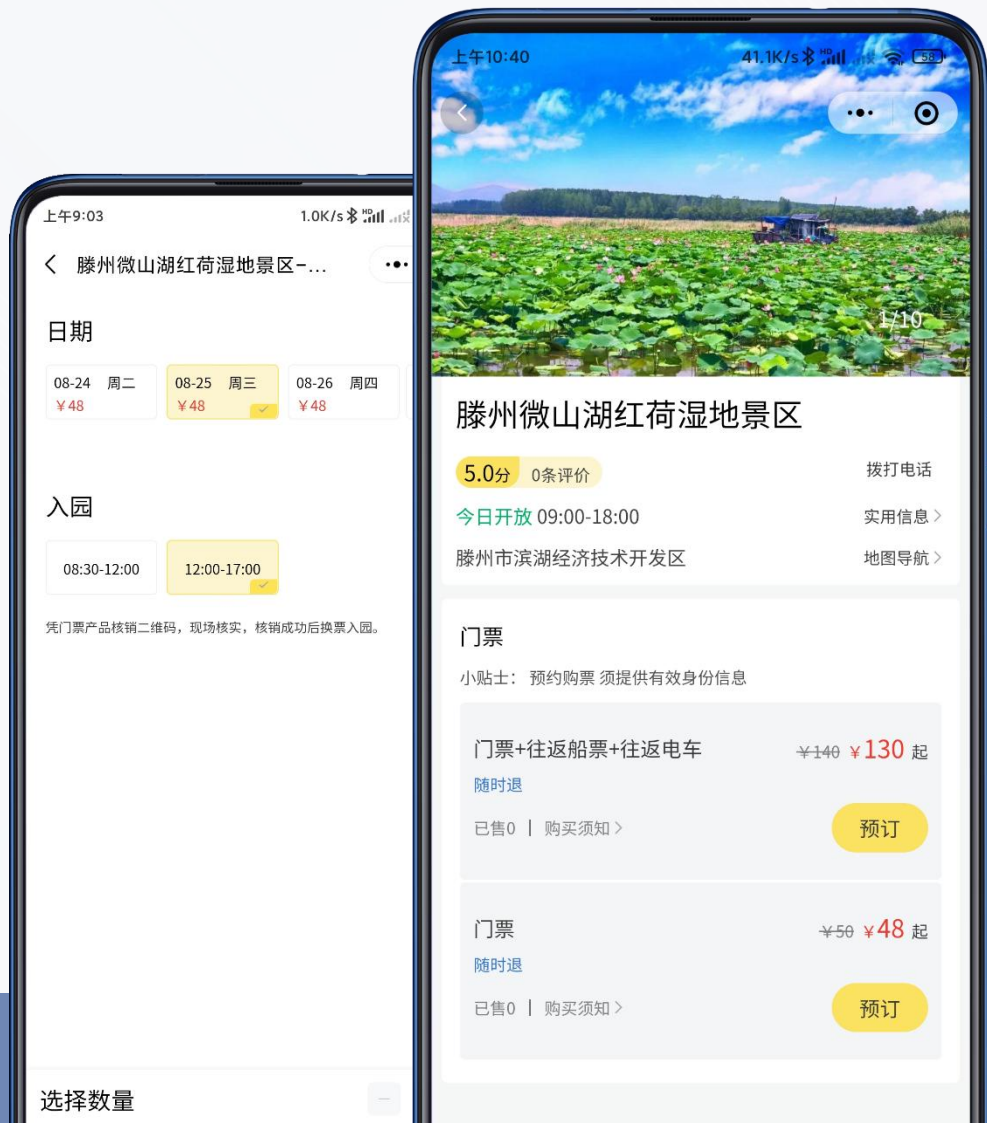 上午9:03
1.0K/s
滕州微山湖红荷湿地景区-...
日期
08-24 周二
¥48
08-25 周三
¥48
08-26 周四
¥48
入园
08:30-12:00
12:00-17:00
凭门票产品核销二维码，现场核实，核销成功后换票入园。
选择数量
上午10:40
41.1K/s
58
1/10
滕州微山湖红荷湿地景区
5.0分 0条评价
拨打电话
今日开放 09:00-18:00
实用信息
滕州市滨湖经济技术开发区
地图导航
门票
小贴士： 预约购票 须提供有效身份信息
门票+往返船票+往返电车
¥140 ¥130 起
随时退
已售0 | 购买须知
预订
门票
¥50 ¥48 起
随时退
已售0 | 购买须知
预订